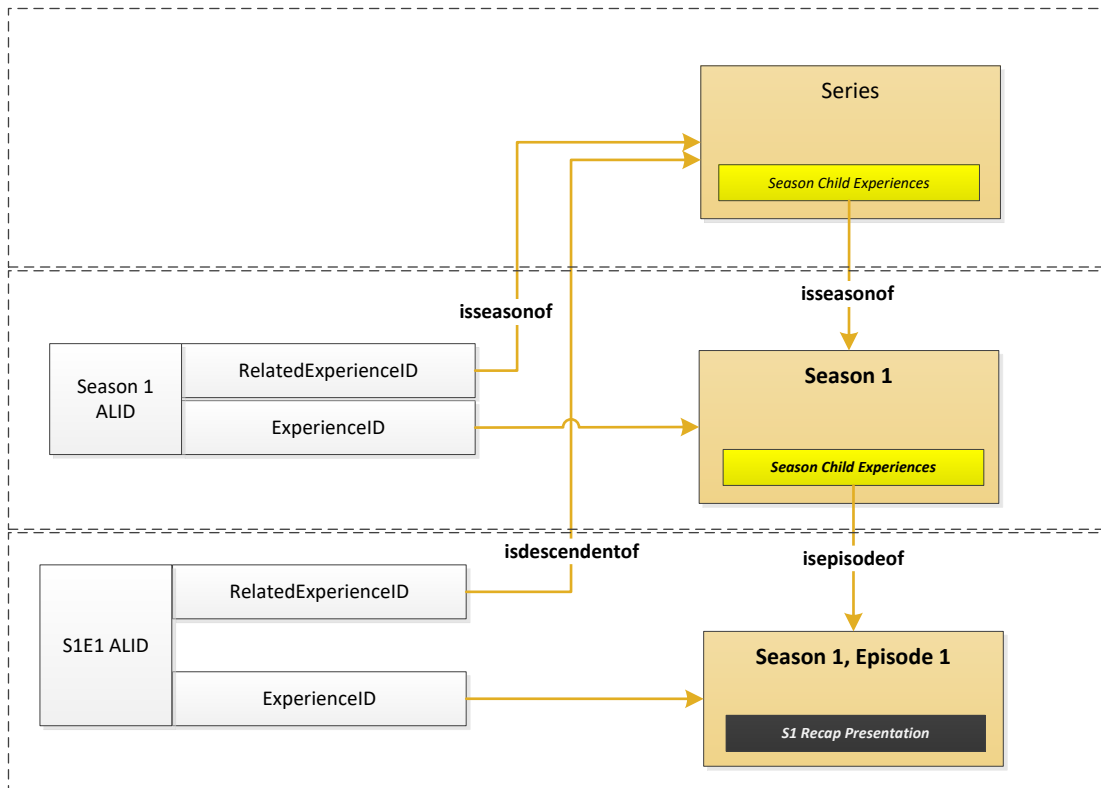 Series
Season Child Experiences
isseasonof
isseasonof
Season 1
ALID
RelatedExperienceID
ExperienceID
Season 1
Season Child Experiences
isdescendentof
isepisodeof
S1E1 ALID
RelatedExperienceID
ExperienceID
Season 1, Episode 1
S1 Recap Presentation